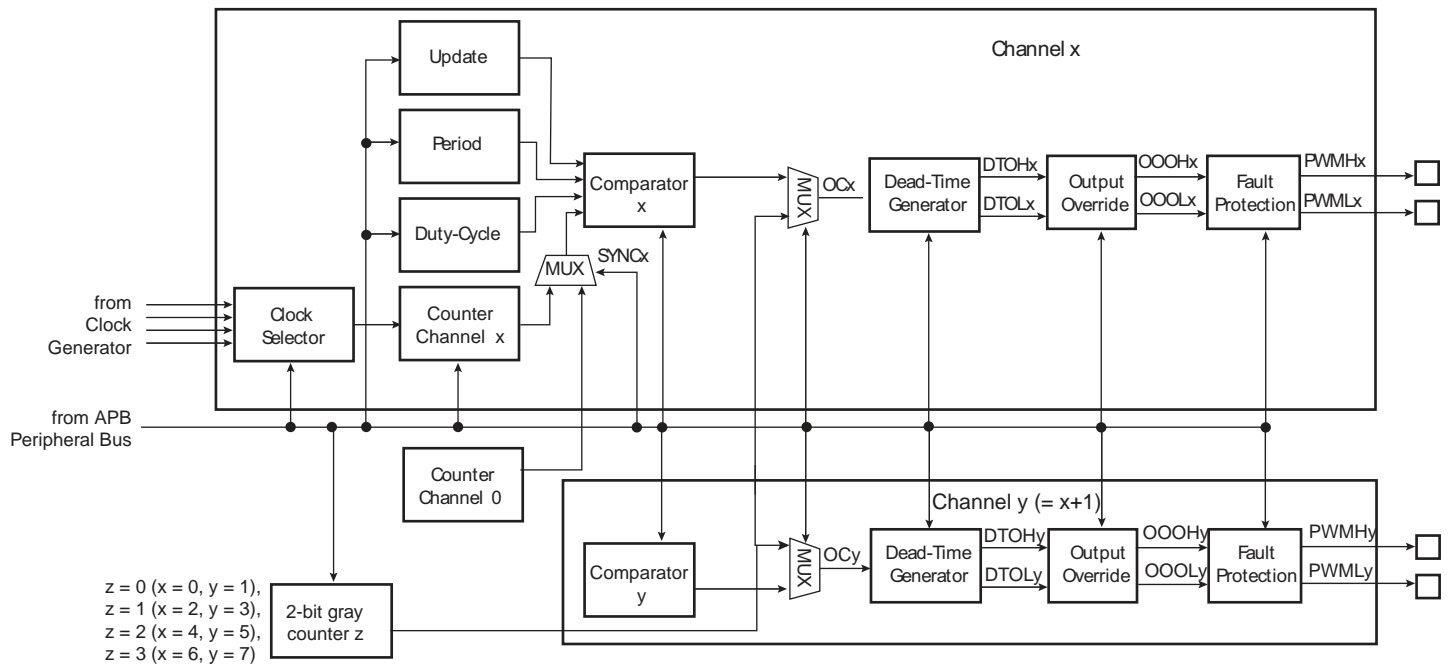 Channel x
Update
Period
Duty-Cycle
Comparator
x
MUX
SYNCx
from
Clock
Generator
Clock
Selector
Counter
Channel x
MUX
OCx
Dead-Time
Generator
DTOHx
DTOLx
Output
Override
OOOHx
OOOLx
Fault
Protection
PWMHx
PWMLx
from APB
Peripheral Bus
Counter
Channel 0
Channel y (= x+1)
Comparator
y
MUX
OCy
Dead-Time
Generator
DTOHy
DTOLy
Output
Override
OOOHy
OOOLy
Fault
Protection
PWMHy
PWMLy
z = 0 (x = 0, y = 1),
z = 1 (x = 2, y = 3),
z = 2 (x = 4, y = 5),
z = 3 (x = 6, y = 7)
2-bit gray
counter z